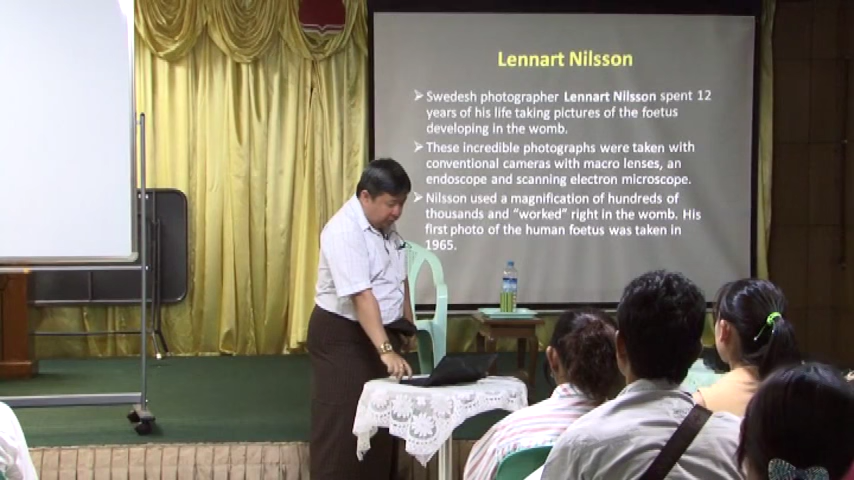 Lennart Nilsson
➢ Swedesh photographer Lennart Nilsson spent 12
years of his life taking pictures of the foetus
developing in the womb.
➢ These incredible photographs were taken with
conventional cameras with macro lenses, an
endoscope and scanning electron microscope.
➢ Nilsson used a magnification of hundreds of
thousands and “worked” right in the womb. His
first photo of the human foetus was taken in
1965.